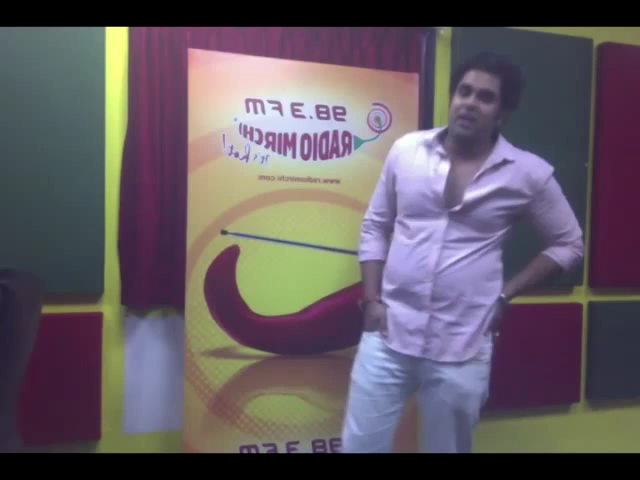 98.3 FM
RADIO MIRCHI
It's hot!
www.radiomirchi.com
98.3 FM